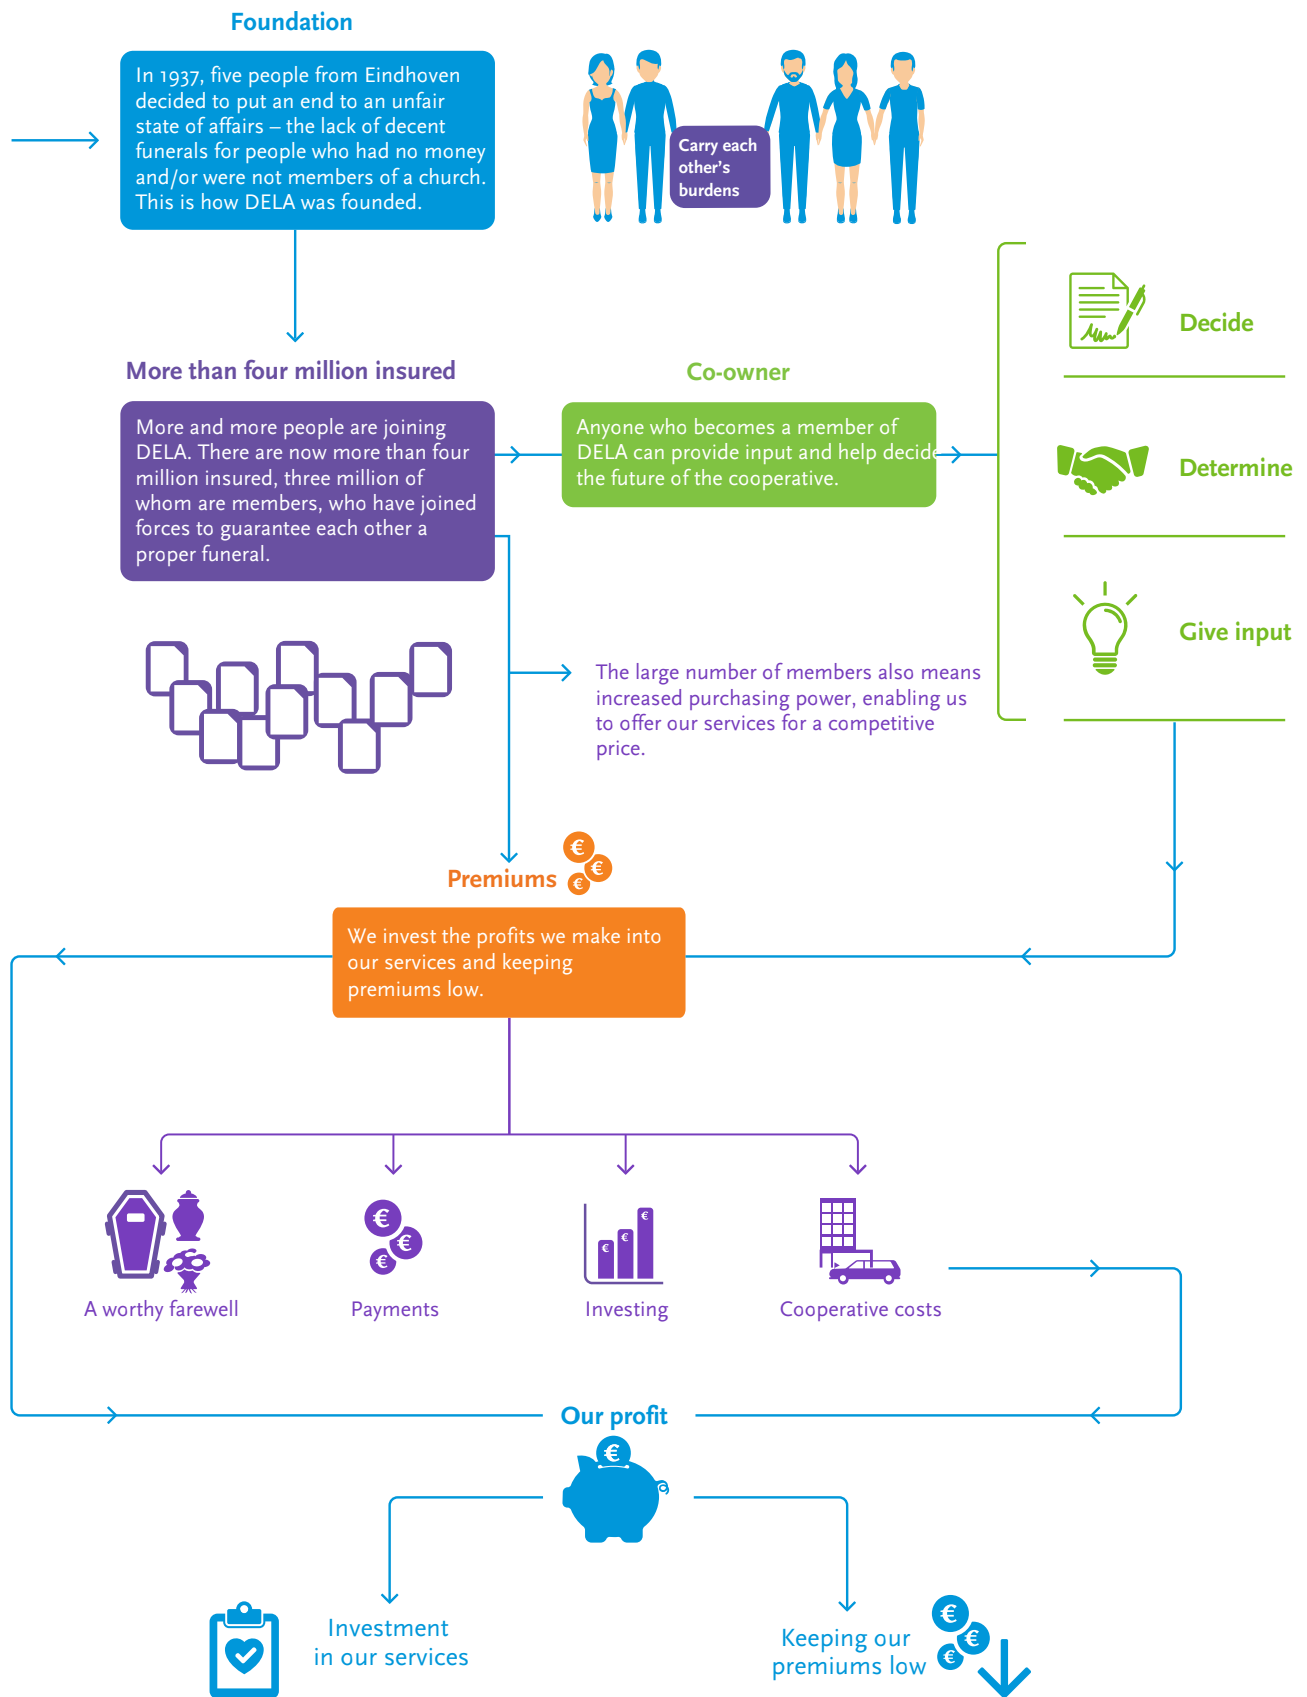 Foundation
In 1937, five people from Eindhoven
decided to put an end to an unfair
state of affairs – the lack of decent
funerals for people who had no money
and/or were not members of a church.
This is how DELA was founded.
Carry each
other's
burdens
More than four million insured
More and more people are joining
DELA. There are now more than four
million insured, three million of
whom are members, who have joined
forces to guarantee each other a
proper funeral.
Co-owner
Anyone who becomes a member of
DELA can provide input and help decide
the future of the cooperative.
Decide
Determine
Give input
The large number of members also means
increased purchasing power, enabling us
to offer our services for a competitive
price.
Premiums
€
€
€
We invest the profits we make into
our services and keeping
premiums low.
€
€
€
€
€
€
A worthy farewell
Payments
Investing
Cooperative costs
Our profit
€
Investment
in our services
Keeping our
premiums low
€
€
€